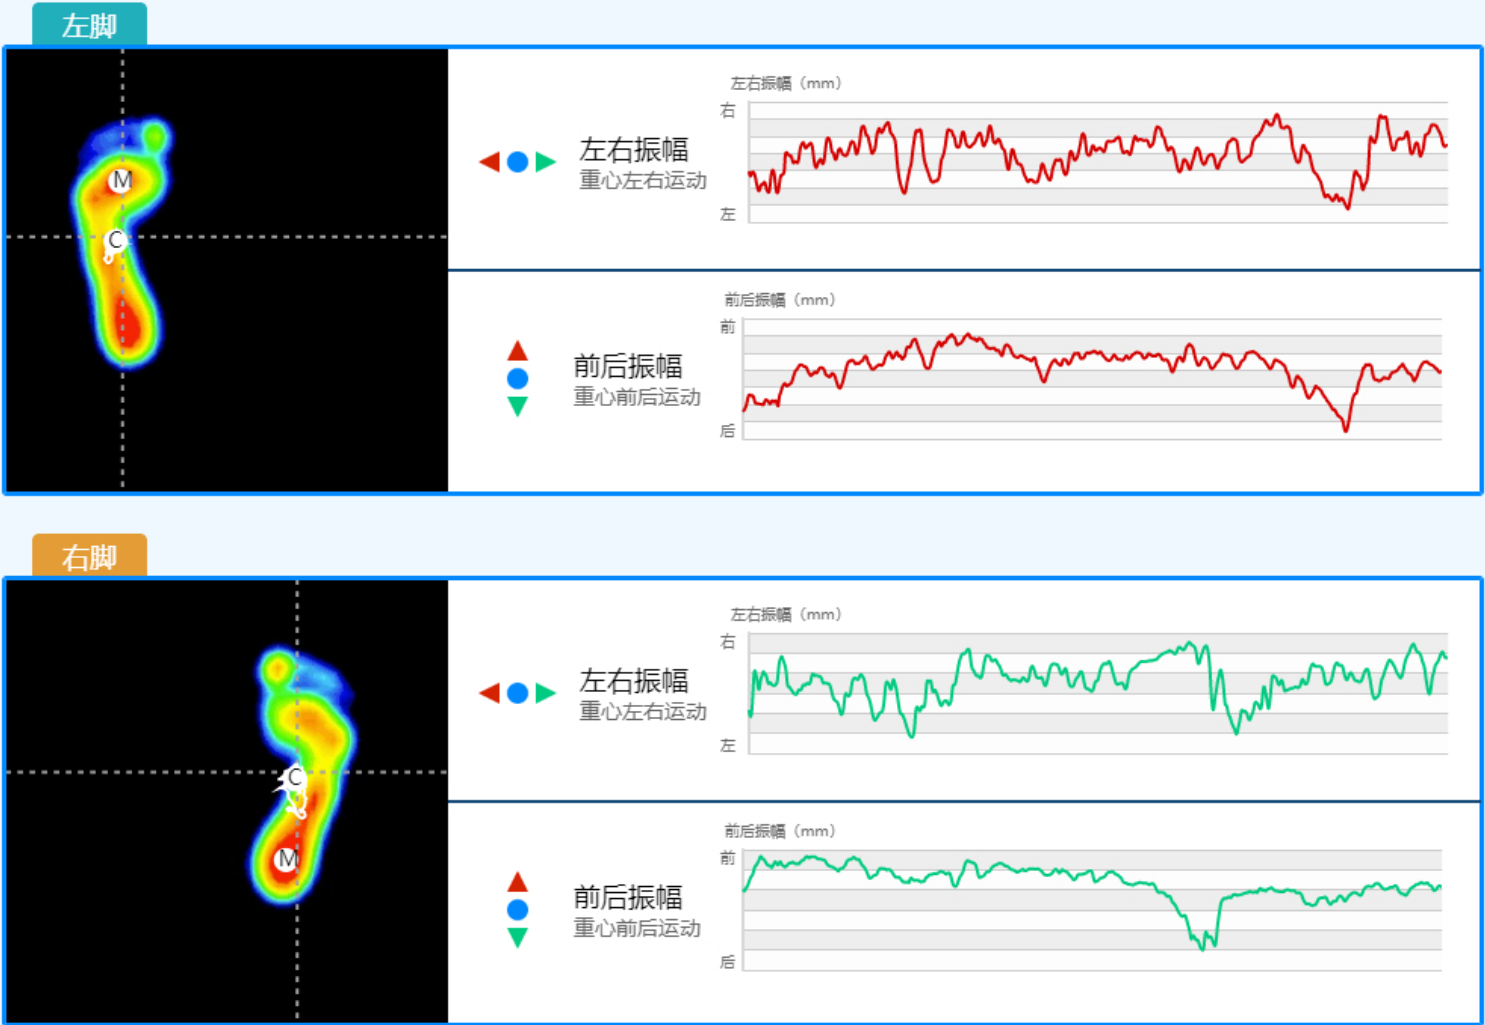 左脚
M
C
左右振幅
重心左右运动
左右振幅（mm）
右
左
前后振幅
重心前后运动
前后振幅（mm）
前
后
右脚
C
M
左右振幅
重心左右运动
左右振幅（mm）
右
左
前后振幅
重心前后运动
前后振幅（mm）
前
后